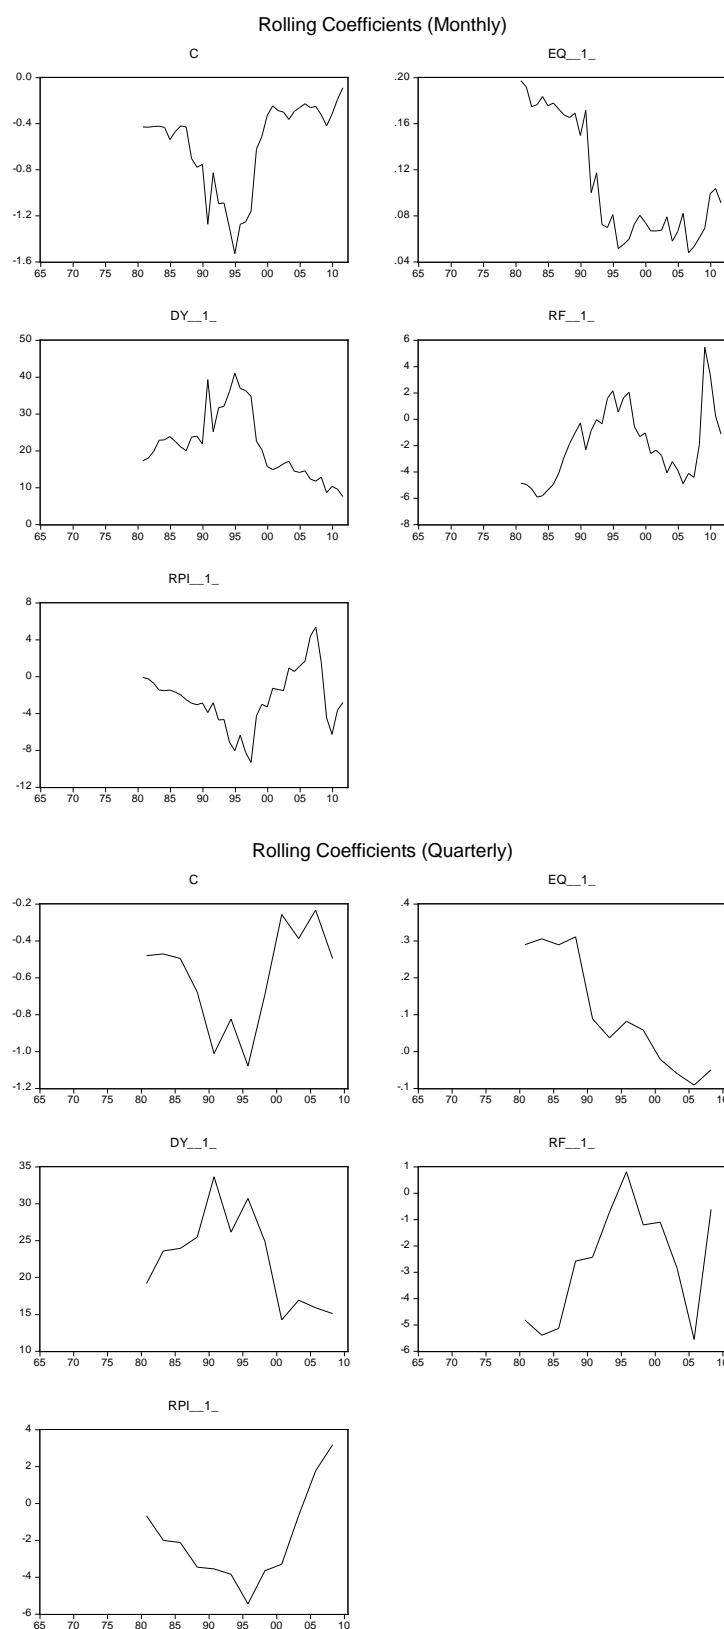 Rolling Coefficients (Monthly)
C
EQ__1_
0.0
-0.4
-0.8
-1.2
-1.6
65 70 75 80 85 90 95 00 05 10
.20
.16
.12
.08
.04
65 70 75 80 85 90 95 00 05 10
DY__1_
RF__1_
50
40
30
20
10
0
65 70 75 80 85 90 95 00 05 10
6
4
2
0
-2
-4
-6
-8
65 70 75 80 85 90 95 00 05 10
RPI__1_
8
4
0
-4
-8
-12
65 70 75 80 85 90 95 00 05 10
Rolling Coefficients (Quarterly)
C
EQ__1_
-0.2
-0.4
-0.6
-0.8
-1.0
-1.2
65 70 75 80 85 90 95 00 05 10
.4
.3
.2
.1
.0
-.1
65 70 75 80 85 90 95 00 05 10
DY__1_
RF__1_
35
30
25
20
15
10
65 70 75 80 85 90 95 00 05 10
1
0
-1
-2
-3
-4
-5
-6
65 70 75 80 85 90 95 00 05 10
RPI__1_
4
2
0
-2
-4
-6
65 70 75 80 85 90 95 00 05 10